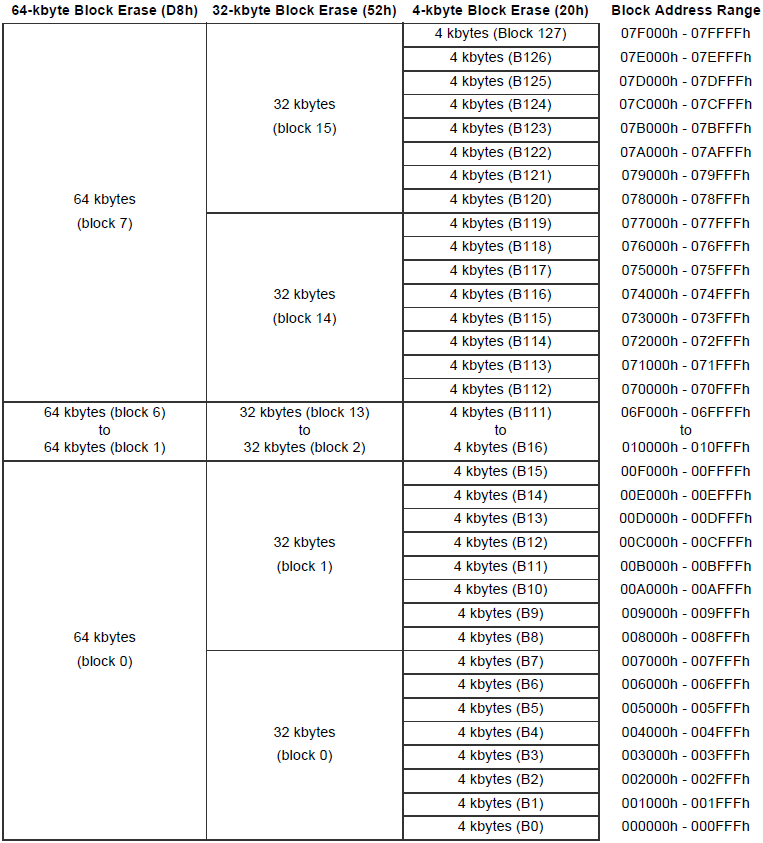 64-kbyte Block Erase (D8h) 32-kbyte Block Erase (52h) 4-kbyte Block Erase (20h) Block Address Range
4 kbytes (Block 127) 07F000h - 07FFFFh
4 kbytes (B126) 07E000h - 07EFFFh
4 kbytes (B125) 07D000h - 07DFFFh
32 kbytes 4 kbytes (B124) 07C000h - 07CFFFh
(block 15) 4 kbytes (B123) 07B000h - 07BFFFh
4 kbytes (B122) 07A000h - 07AFFFh
4 kbytes (B121) 079000h - 079FFFh
64 kbytes 4 kbytes (B120) 078000h - 078FFFh
(block 7) 4 kbytes (B119) 077000h - 077FFFh
4 kbytes (B118) 076000h - 076FFFh
4 kbytes (B117) 075000h - 075FFFh
32 kbytes 4 kbytes (B116) 074000h - 074FFFh
(block 14) 4 kbytes (B115) 073000h - 073FFFh
4 kbytes (B114) 072000h - 072FFFh
4 kbytes (B113) 071000h - 071FFFh
4 kbytes (B112) 070000h - 070FFFh
64 kbytes (block 6) 32 kbytes (block 13) 4 kbytes (B111) 06F000h - 06FFFFh
to to to to
64 kbytes (block 1) 32 kbytes (block 2) 4 kbytes (B16) 010000h - 010FFFh
4 kbytes (B15) 00F000h - 00FFFFh
4 kbytes (B14) 00E000h - 00EFFFh
4 kbytes (B13) 00D000h - 00DFFFh
32 kbytes 4 kbytes (B12) 00C000h - 00CFFFh
(block 1) 4 kbytes (B11) 00B000h - 00BFFFh
4 kbytes (B10) 00A000h - 00AFFFh
4 kbytes (B9) 009000h - 009FFFh
64 kbytes 4 kbytes (B8) 008000h - 008FFFh
(block 0) 4 kbytes (B7) 007000h - 007FFFh
4 kbytes (B6) 006000h - 006FFFh
4 kbytes (B5) 005000h - 005FFFh
32 kbytes 4 kbytes (B4) 004000h - 004FFFh
(block 0) 4 kbytes (B3) 003000h - 003FFFh
4 kbytes (B2) 002000h - 002FFFh
4 kbytes (B1) 001000h - 001FFFh
4 kbytes (B0) 000000h - 000FFFh